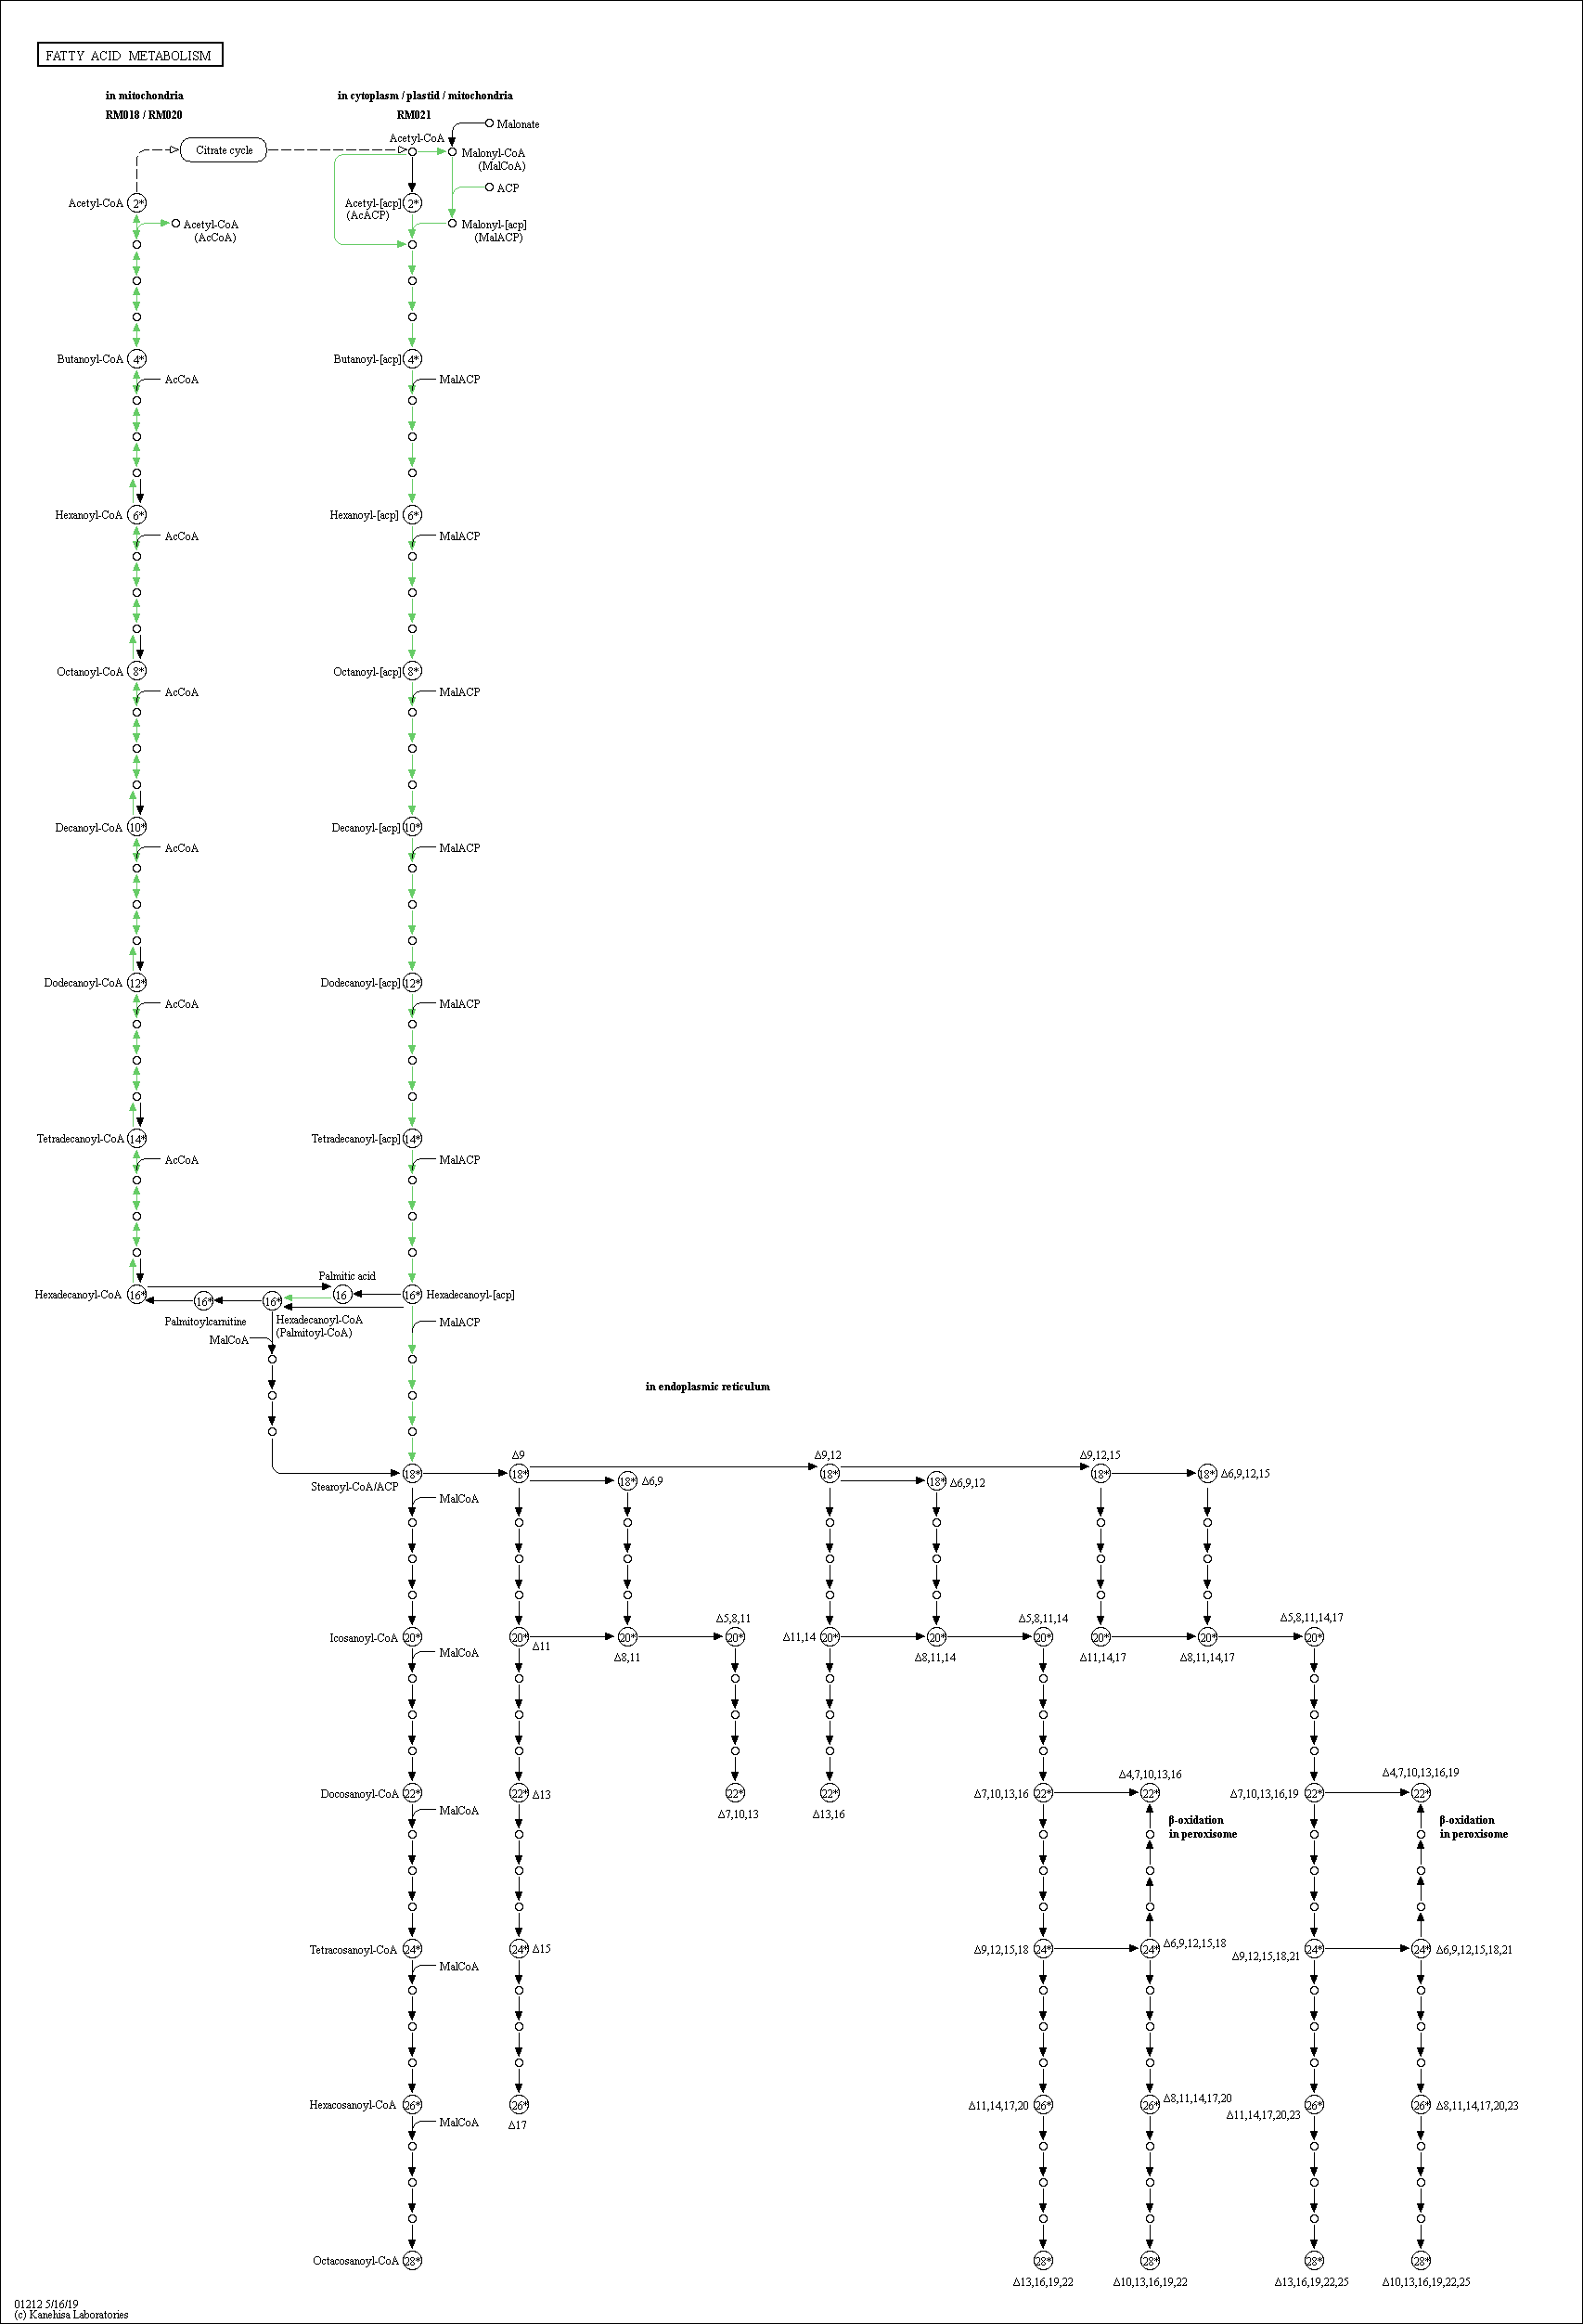 FATTY ACID METABOLISM
in mitochondria
RM018 / RM020
in cytoplasm / plastid / mitochondria
RM021
Malonate
Acetyl-CoA
Citrate cycle
Malonyl-CoA
(MalCoA)
ACP
Acetyl-CoA
2*
Acetyl-[acp]
(AcACP)
2*
Acetyl-CoA
(AcCoA)
Malonyl-[acp]
(MalACP)
Butanoyl-CoA
4*
Butanoyl-[acp]
4*
AcCoA
MalACP
Hexanoyl-CoA
6*
Hexanoyl-[acp]
6*
AcCoA
MalACP
Octanoyl-CoA
8*
Octanoyl-[acp]
8*
AcCoA
MalACP
Decanoyl-CoA
10*
Decanoyl-[acp]
10*
AcCoA
MalACP
Dodecanoyl-CoA
12*
Dodecanoyl-[acp]
12*
AcCoA
MalACP
Tetradecanoyl-CoA
14*
Tetradecanoyl-[acp]
14*
AcCoA
MalACP
Palmitic acid
Hexadecanoyl-CoA
16*
16*
16*
16
16*
Hexadecanoyl-[acp]
Palmitoylcarnitine
Hexadecanoyl-CoA
(Palmitoyl-CoA)
MalACP
MalCoA
in endoplasmic reticulum
Δ9
Δ9,12
Δ9,12,15
18*
18*
18*
Δ6,9
18*
18*
Δ6,9,12
18*
18*
Δ6,9,12,15
Stearoyl-CoA/ACP
MalCoA
Δ5,8,11
Δ5,8,11,14
Δ5,8,11,14,17
Icosanoyl-CoA
20*
20*
Δ11
20*
20*
Δ11,14
20*
20*
20*
20*
20*
20*
MalCoA
Δ8,11
Δ8,11,14
Δ11,14,17
Δ8,11,14,17
Δ4,7,10,13,16
Δ4,7,10,13,16,19
Docosanoyl-CoA
22*
22*
Δ13
22*
22*
Δ7,10,13,16
22*
22*
Δ7,10,13,16,19
22*
22*
MalCoA
Δ7,10,13
Δ13,16
β-oxidation
in peroxisome
β-oxidation
in peroxisome
Tetracosanoyl-CoA
24*
24*
Δ15
Δ9,12,15,18
24*
24*
Δ6,9,12,15,18
Δ9,12,15,18,21
24*
24*
Δ6,9,12,15,18,21
MalCoA
Hexacosanoyl-CoA
26*
26*
Δ17
Δ11,14,17,20
26*
26*
Δ8,11,14,17,20
Δ11,14,17,20,23
26*
26*
Δ8,11,14,17,20,23
MalCoA
Octacosanoyl-CoA
28*
28*
28*
28*
28*
Δ13,16,19,22
Δ10,13,16,19,22
Δ13,16,19,22,25
Δ10,13,16,19,22,25
01212 5/16/19
(c) Kanehisa Laboratories